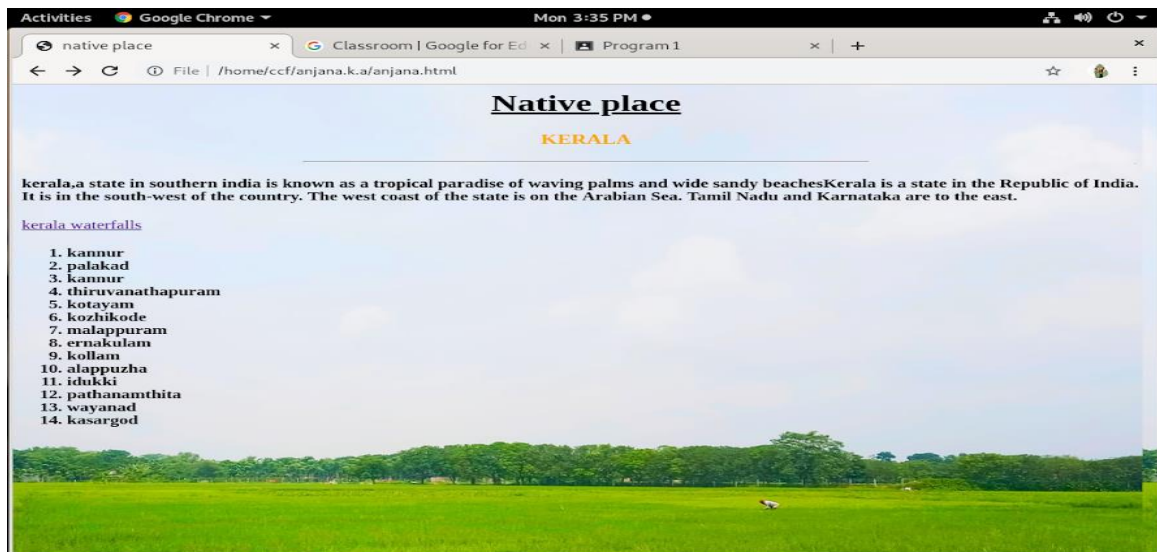 Activities Google Chrome Mon 3:35 PM
native place Classroom | Google for Ed Program 1
File /home/ccf/anjana.k.a/anjana.html
Native place
KERALA
kerala,a state in southern india is known as a tropical paradise of waving palms and wide sandy beachesKerala is a state in the Republic of India.
It is in the south-west of the country. The west coast of the state is on the Arabian Sea. Tamil Nadu and Karnataka are to the east.
kerala waterfalls
1. kannur
2. palakad
3. kannur
4. thiruvanathapuram
5. kotayam
6. kozhikode
7. malappuram
8. ernakulam
9. kollam
10. alappuzha
11. idukki
12. pathanamthita
13. wayanad
14. kasargod